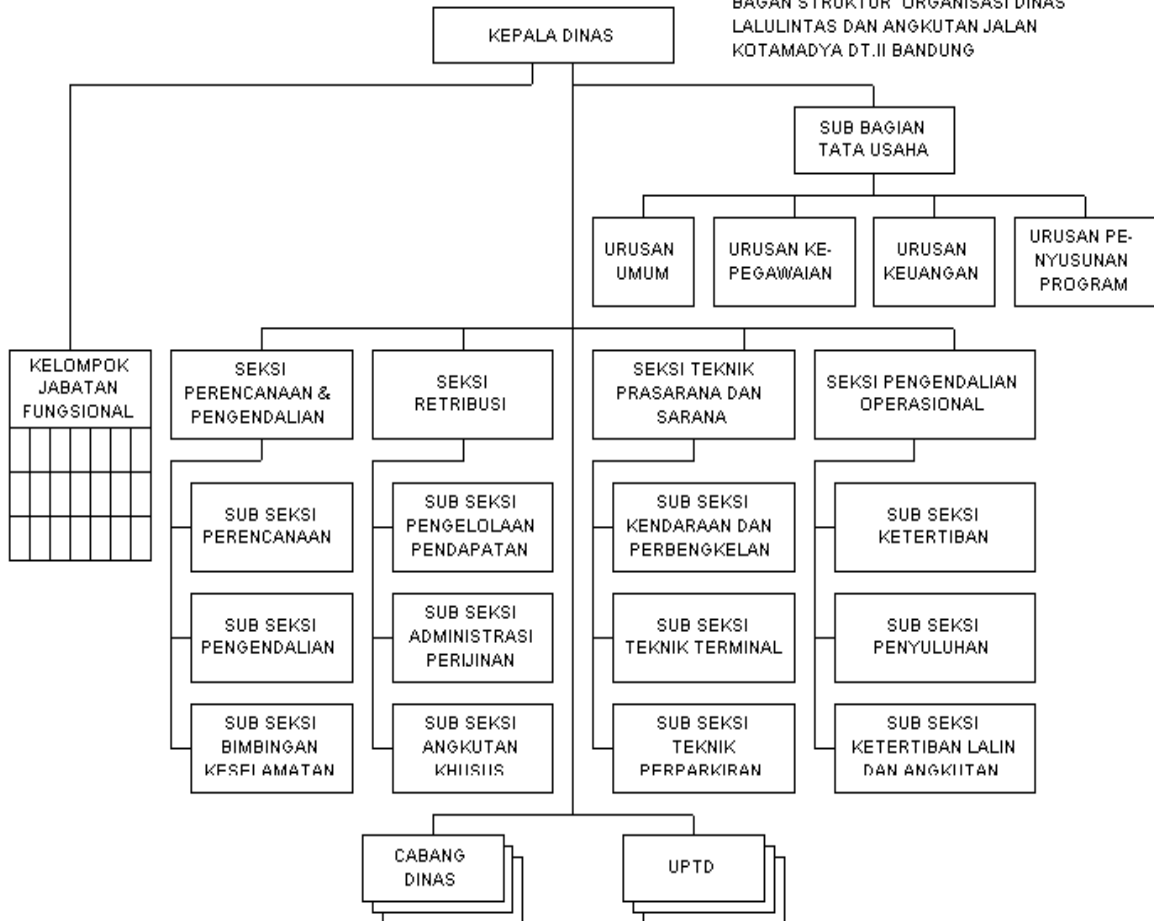 BAGAN STRUKTUR ORGANISASI DINAS
LALULINTAS DAN ANGKUTAN JALAN
KOTAMADYA DT.II BANDUNG
KEPALA DINAS
SUB BAGIAN
TATA USAHA
URUSAN
UMUM
URUSAN KE-
PEGAWAIAN
URUSAN
KEUANGAN
URUSAN PE-
NYUSUNAN
PROGRAM
KELOMPOK
JABATAN
FUNGSIONAL
SEKSI
PERENCANAAN &
PENGENDALIAN
SEKSI
RETRIBUSI
SEKSI TEKNIK
PRASARANA DAN
SARANA
SEKSI PENGENDALIAN
OPERASIONAL
SUB SEKSI
PERENCANAAN
SUB SEKSI
PENGELOLAAN
PENDAPATAN
SUB SEKSI
KENDARAAN DAN
PERBENGKELAN
SUB SEKSI
KETERTIBAN
SUB SEKSI
PENGENDALIAN
SUB SEKSI
ADMINISTRASI
PERIJINAN
SUB SEKSI
TEKNIK TERMINAL
SUB SEKSI
PENYULUHAN
SUB SEKSI
BIMBINGAN
KESELAMATAN
SUB SEKSI
ANGKUTAN
KHUSUS
SUB SEKSI
TEKNIK
PERPARKIRAN
SUB SEKSI
KETERTIBAN LALIN
DAN ANGKUTAN
CABANG
DINAS
UPTD